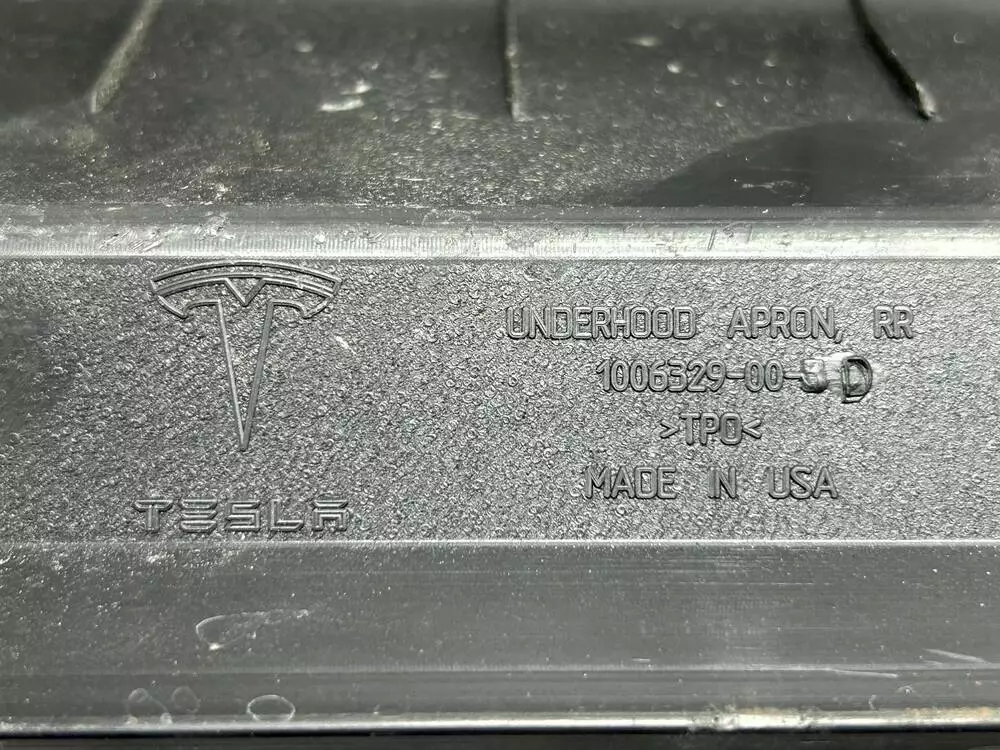 TESLA
UNDERHOOD APRON, RR
1006329-00- D
>TPO<
MADE IN USA